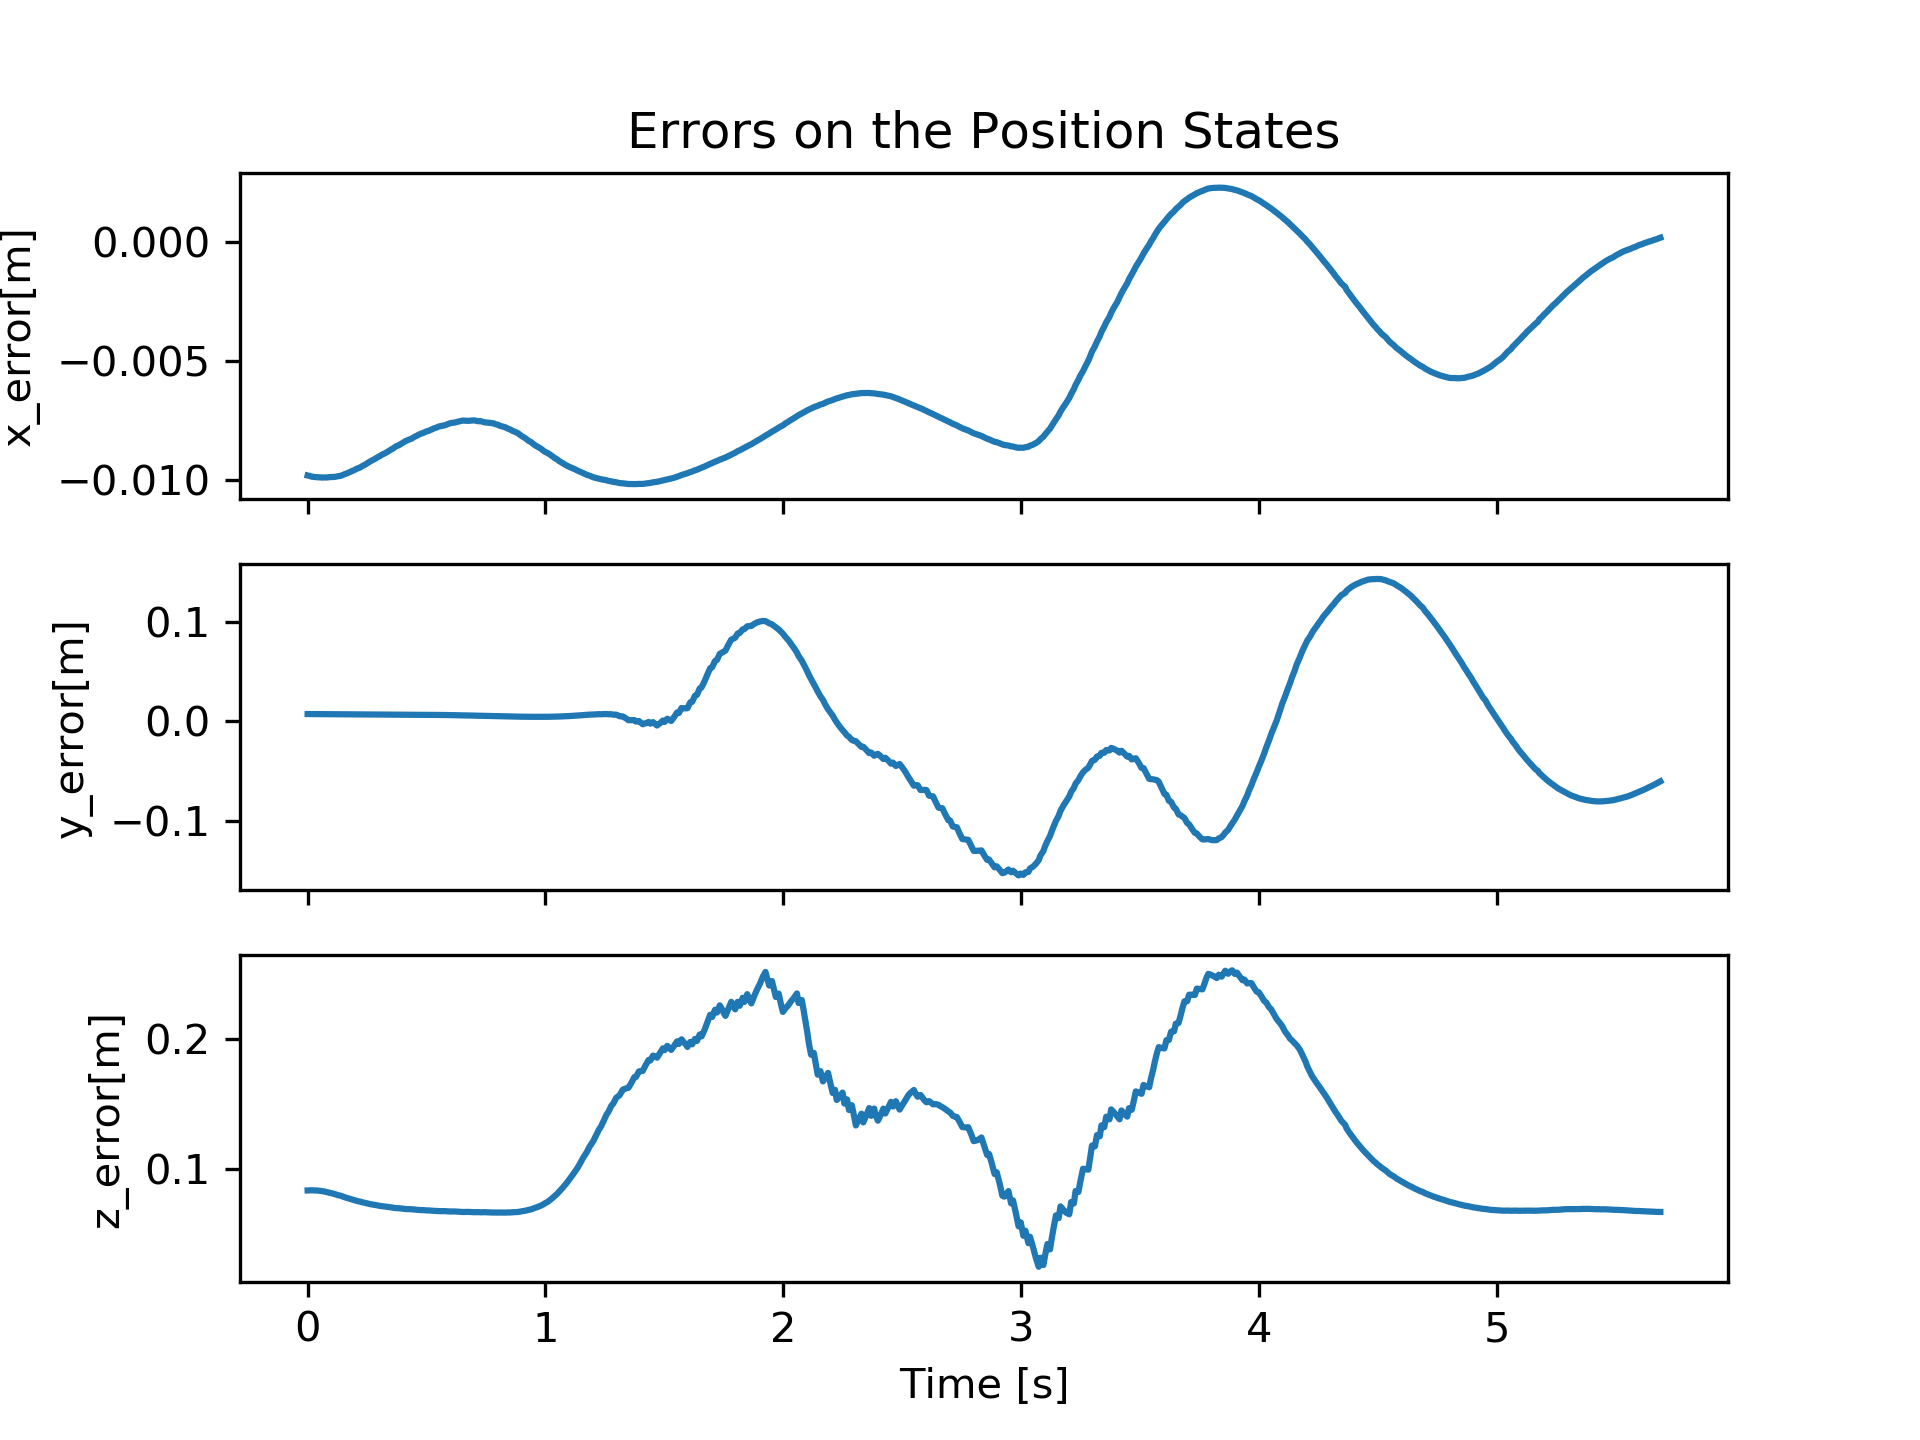 Errors on the Position States
x_error[m]
0.000
−0.005
−0.010
y_error[m]
0.1
0.0
−0.1
z_error[m]
0.2
0.1
0 1 2 3 4 5
Time [s]